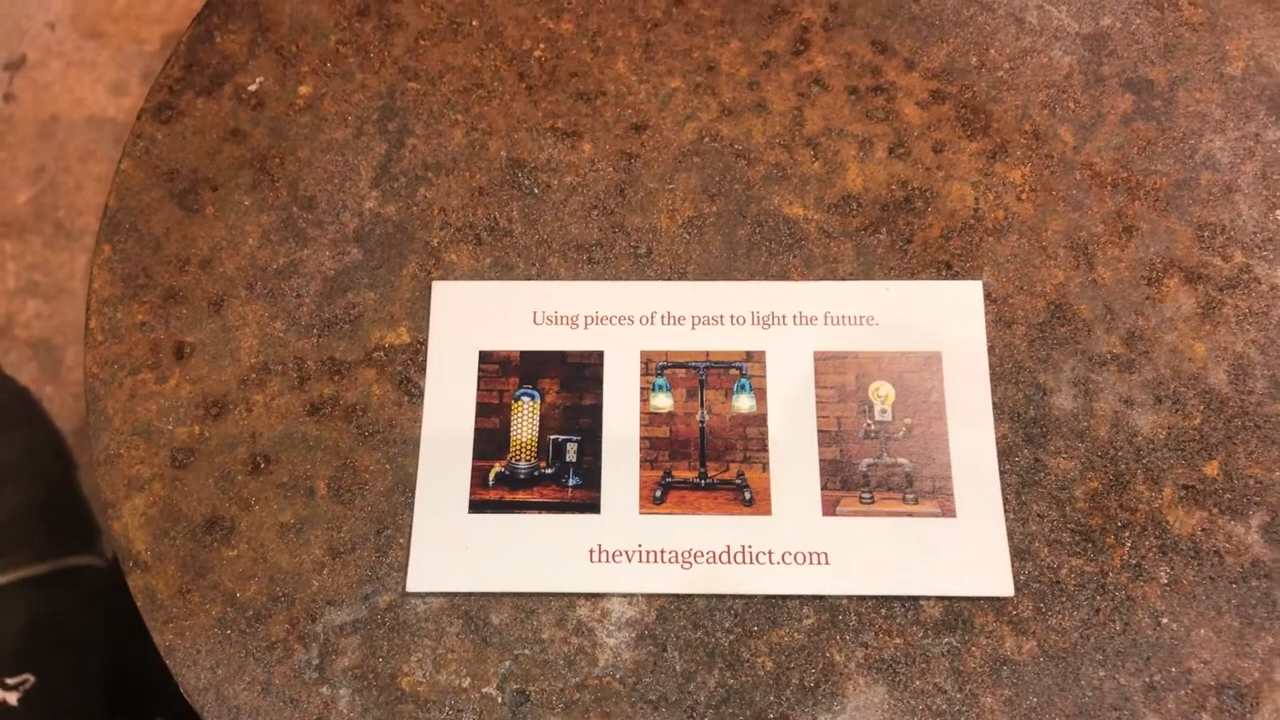 Using pieces of the past to light the future.
thevintageaddict.com